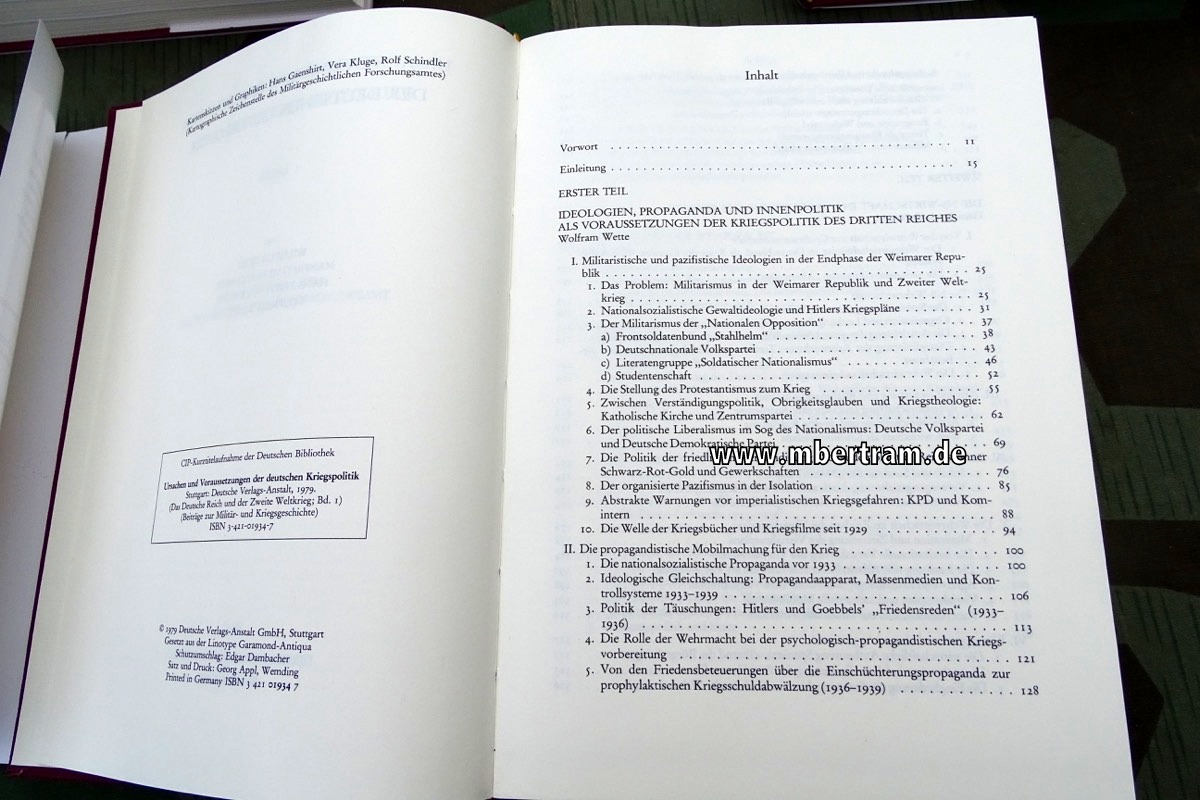 Kartenskizzen und Graphiken: Hans Gaenshirt, Vera Kluge, Rolf Schindler
(Kartographische Zeichenstelle des Militärgeschichtlichen Forschungsamtes)
CIP-Kurztitelaufnahme der Deutschen Bibliothek
Ursachen und Voraussetzungen der deutschen Kriegspolitik
Stuttgart: Deutsche Verlags-Anstalt, 1979.
(Das Deutsche Reich und der Zweite Weltkrieg; Bd. 1)
(Beiträge zur Militär- und Kriegsgeschichte)
ISBN 3-421-01934-7
© 1979 Deutsche Verlags-Anstalt GmbH, Stuttgart
Gesetzt aus der Linotype Garamond-Antiqua
Schutzumschlag: Edgar Dambacher
Satz und Druck: Georg Appl, Wemding
Printed in Germany ISBN 3 421 01934 7
Inhalt
Vorwort . . . . . . . . . . 11
Einleitung . . . . . . . . . . 15
ERSTER TEIL
IDEOLOGIEN, PROPAGANDA UND INNENPOLITIK
ALS VORAUSSETZUNGEN DER KRIEGSPOLITIK DES DRITTEN REICHES
Wolfram Wette
I. Militaristische und pazifistische Ideologien in der Endphase der Weimarer Repu-
blik . . . . . . . . . . 25
1. Das Problem: Militarismus in der Weimarer Republik und Zweiter Welt-
krieg . . . . . . . . . . 25
2. Nationalsozialistische Gewaltideologie und Hitlers Kriegspläne . . . . . . . . 31
3. Der Militarismus der „Nationalen Opposition“ . . . . . . . . . . 37
a) Frontsoldatenbund „Stahlhelm“ . . . . . . . . . . 38
b) Deutschnationale Volkspartei . . . . . . . . . . 43
c) Literatengruppe „Soldatischer Nationalismus“ . . . . . . . . . . 46
d) Studentenschaft . . . . . . . . . . 52
4. Die Stellung des Protestantismus zum Krieg . . . . . . . . . . 55
5. Zwischen Verständigungspolitik, Obrigkeitsglauben und Kriegstheologie:
Katholische Kirche und Zentrumspartei . . . . . . . . . . 62
6. Der politische Liberalismus im Sog des Nationalismus: Deutsche Volkspartei
und Deutsche Demokratische Partei . . . . . . . . . . 69
www.mbertram.de
7. Die Politik der
Schwarz-Rot-Gold und Gewerkschaften . . . . . . . . . . 76
8. Der organisierte Pazifismus in der Isolation . . . . . . . . . . 85
9. Abstrakte Warnungen vor imperialistischen Kriegsgefahren: KPD und Kom-
intern . . . . . . . . . . 88
10. Die Welle der Kriegsbücher und Kriegsfilme seit 1929 . . . . . . . . . . 94
II. Die propagandistische Mobilmachung für den Krieg . . . . . . . . . . 100
1. Die nationalsozialistische Propaganda vor 1933 . . . . . . . . . . 100
2. Ideologische Gleichschaltung: Propagandaapparat, Massenmedien und Kon-
trollsysteme 1933–1939 . . . . . . . . . . 106
3. Politik der Täuschungen: Hitlers und Goebbels’ „Friedensreden“ (1933–
1936) . . . . . . . . . . 113
4. Die Rolle der Wehrmacht bei der psychologisch-propagandistischen Kriegs-
vorbereitung . . . . . . . . . . 121
5. Von den Friedensbeteuerungen über die Einschüchterungspropaganda zur
prophylaktischen Kriegsschuldabwälzung (1936–1939) . . . . . . . . . . 128